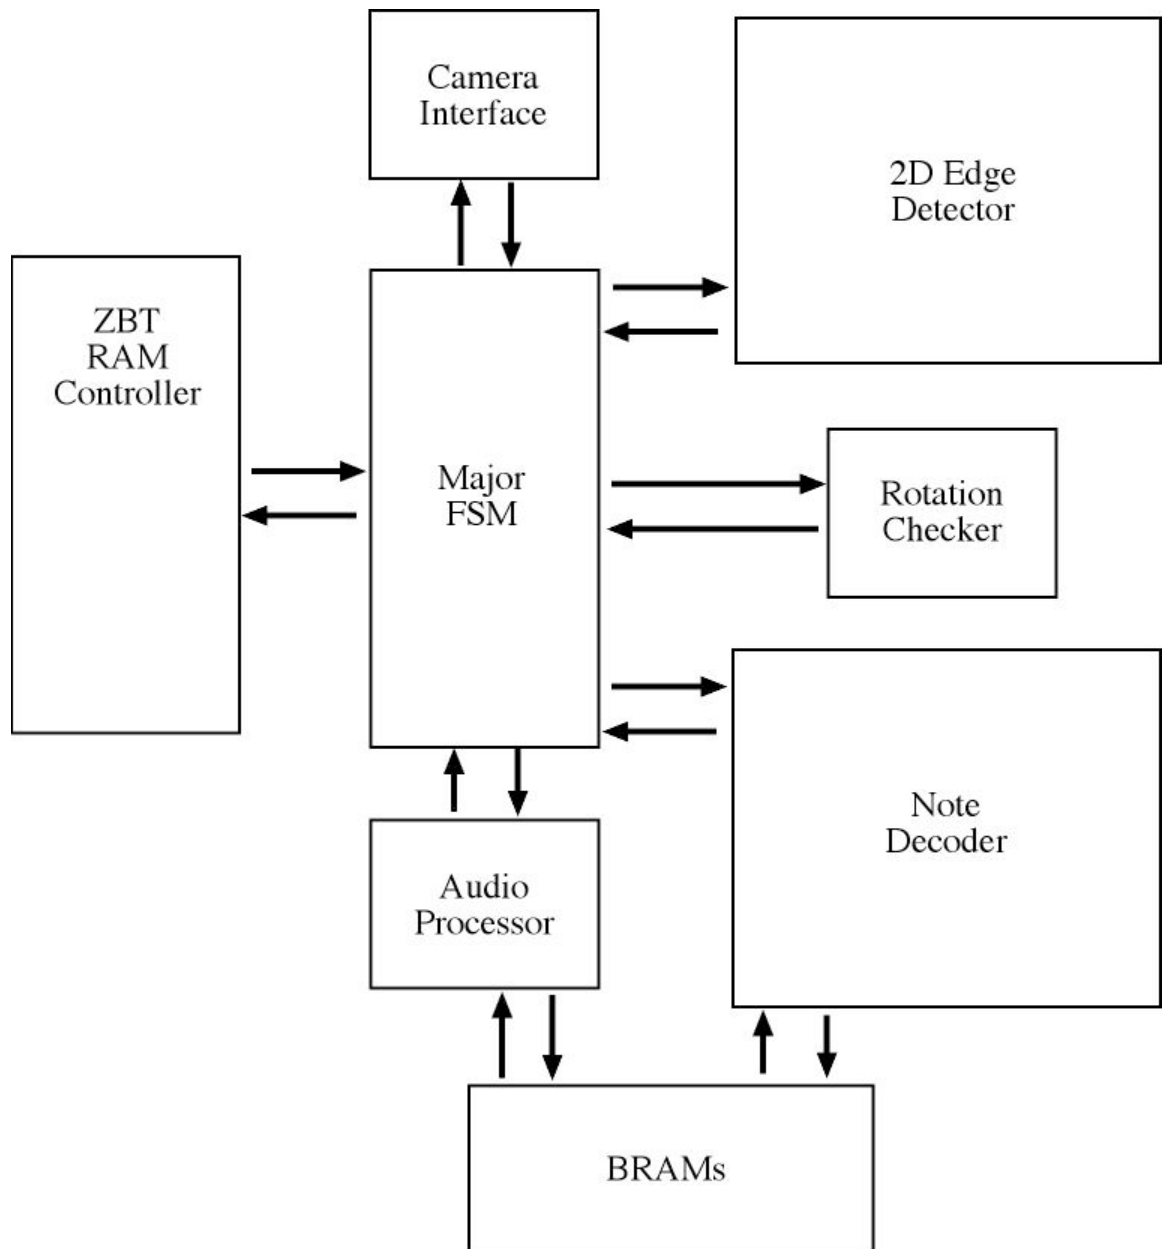 Camera
Interface
2D Edge
Detector
ZBT
RAM
Controller
Major
FSM
Rotation
Checker
Note
Decoder
Audio
Processor
BRAMs